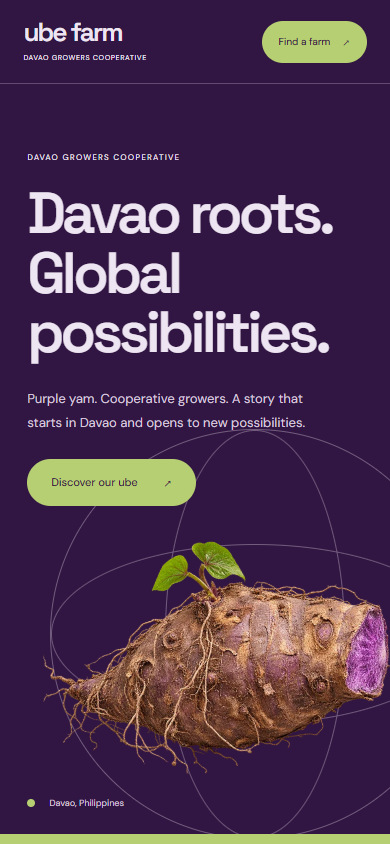 ube farm
DAVAO GROWERS COOPERATIVE
Find a farm ↗
DAVAO GROWERS COOPERATIVE
Davao roots.
Global
possibilities.
Purple yam. Cooperative growers. A story that
starts in Davao and opens to new possibilities.
Discover our ube ↗
Davao, Philippines